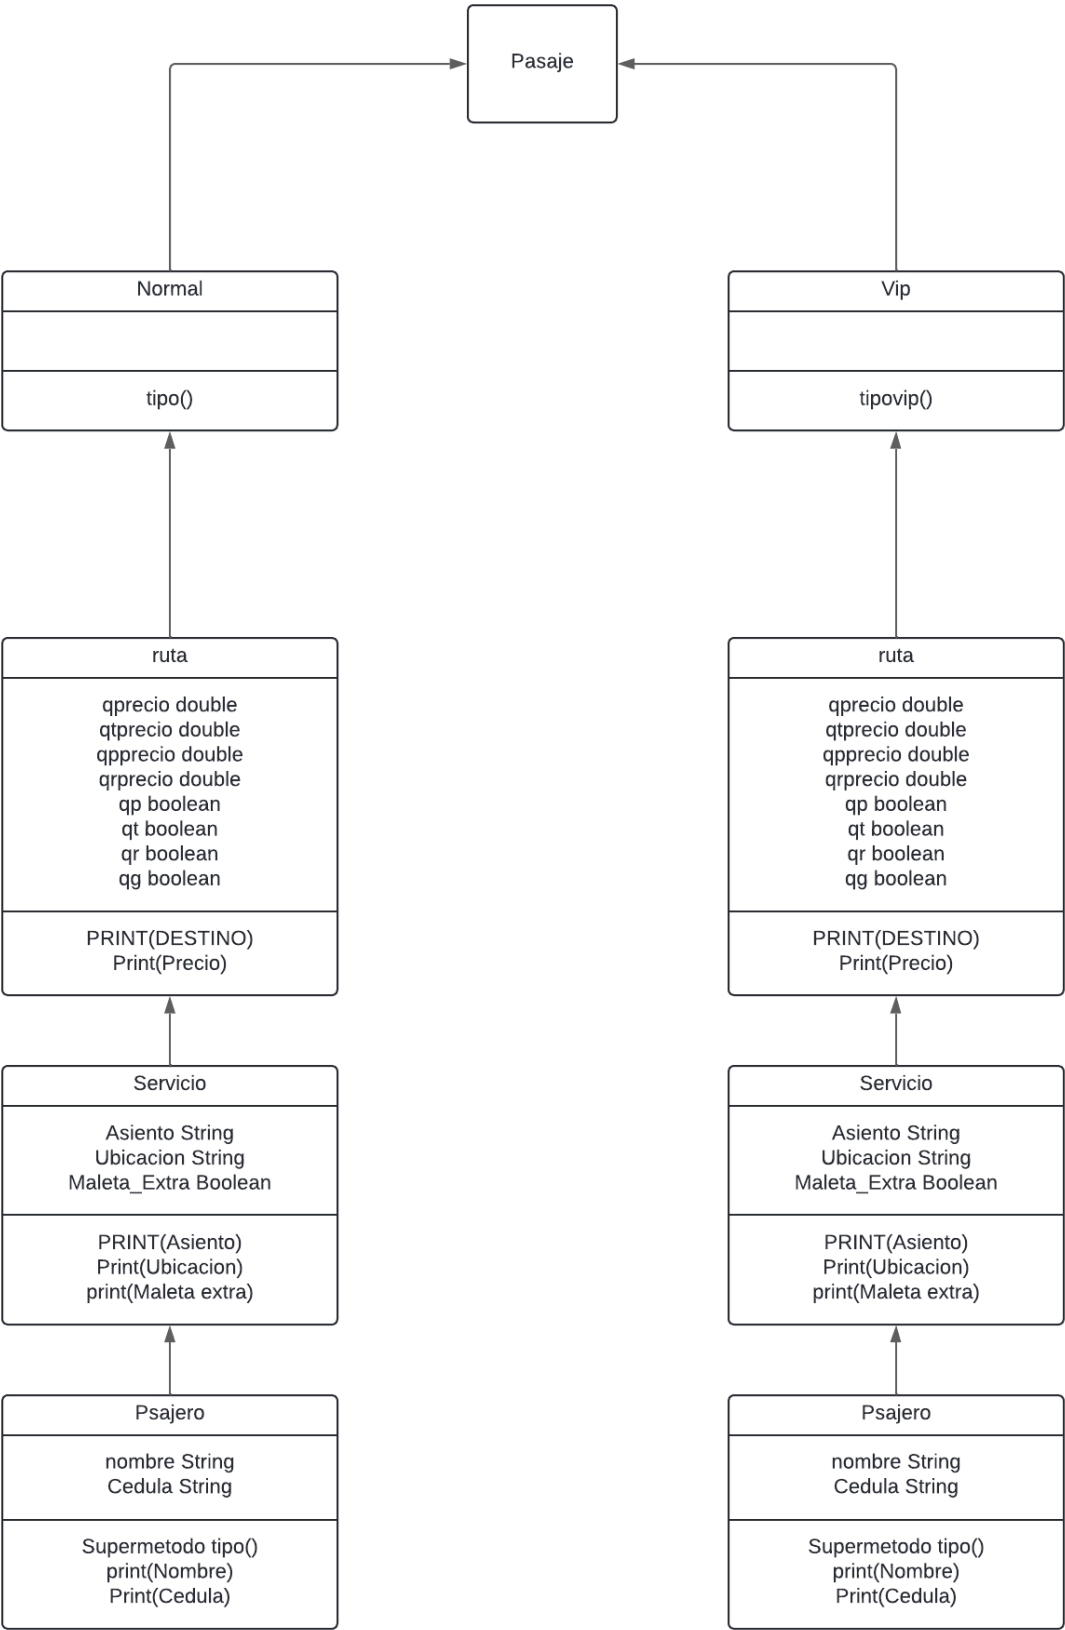 Pasaje
Normal
tipo()
ruta
qprecio double
qtprecio double
qpprecio double
qrprecio double
qp boolean
qt boolean
qr boolean
qg boolean
PRINT(DESTINO)
Print(Precio)
Servicio
Asiento String
Ubicacion String
Maleta_Extra Boolean
PRINT(Asiento)
Print(Ubicacion)
print(Maleta extra)
Psajero
nombre String
Cedula String
Supermetodo tipo()
print(Nombre)
Print(Cedula)
Vip
tipovip()
ruta
qprecio double
qtprecio double
qpprecio double
qrprecio double
qp boolean
qt boolean
qr boolean
qg boolean
PRINT(DESTINO)
Print(Precio)
Servicio
Asiento String
Ubicacion String
Maleta_Extra Boolean
PRINT(Asiento)
Print(Ubicacion)
print(Maleta extra)
Psajero
nombre String
Cedula String
Supermetodo tipo()
print(Nombre)
Print(Cedula)